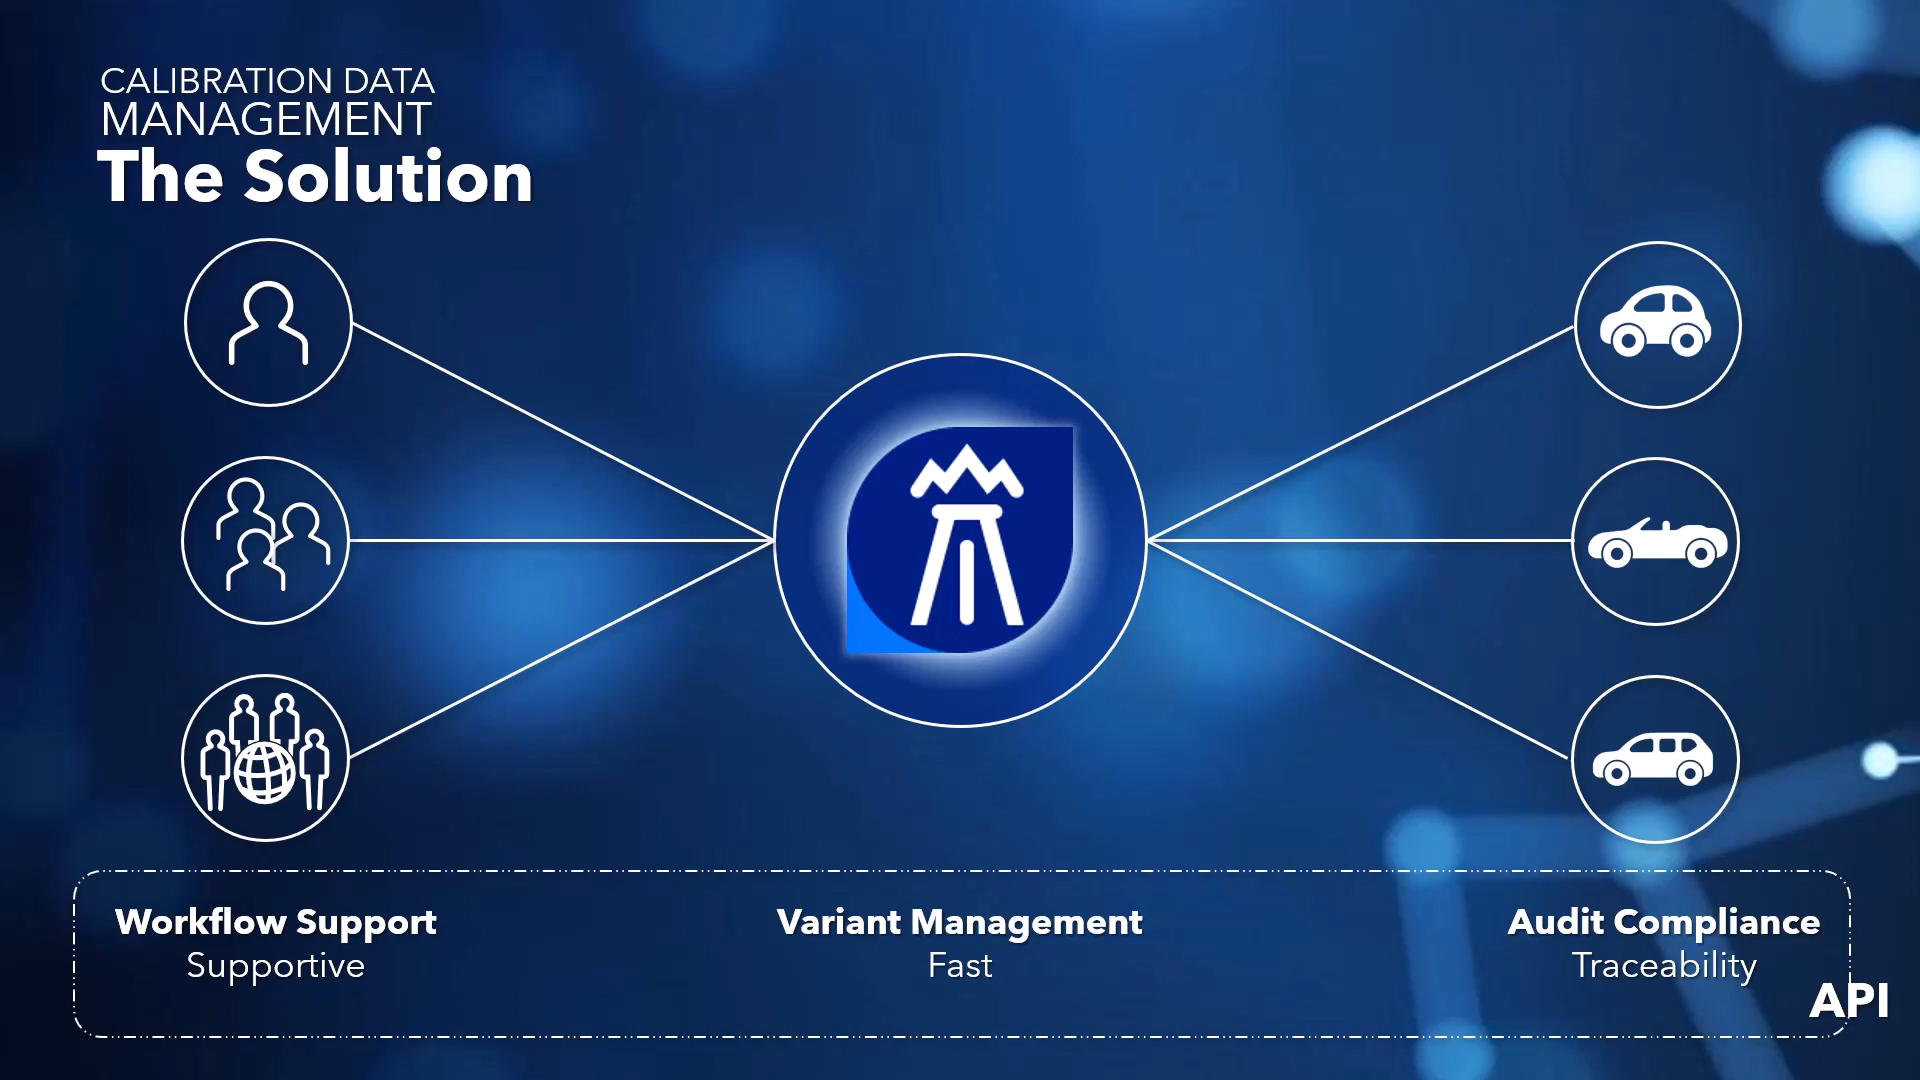 CALIBRATION DATA
MANAGEMENT
The Solution
Workflow Support
Supportive
Variant Management
Fast
Audit Compliance
Traceability
API